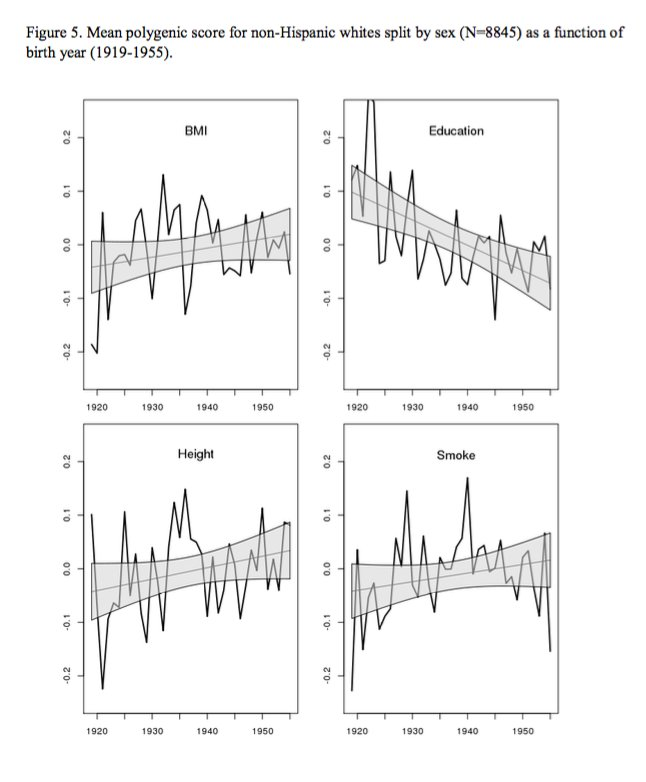 Figure 5. Mean polygenic score for non-Hispanic whites split by sex (N=8845) as a function of
birth year (1919-1955).
BMI
0.2
0.1
0.0
-0.1
-0.2
1920 1930 1940 1950
Education
0.2
0.1
0.0
-0.1
-0.2
1920 1930 1940 1950
Height
0.2
0.1
0.0
-0.1
-0.2
1920 1930 1940 1950
Smoke
0.2
0.1
0.0
-0.1
-0.2
1920 1930 1940 1950